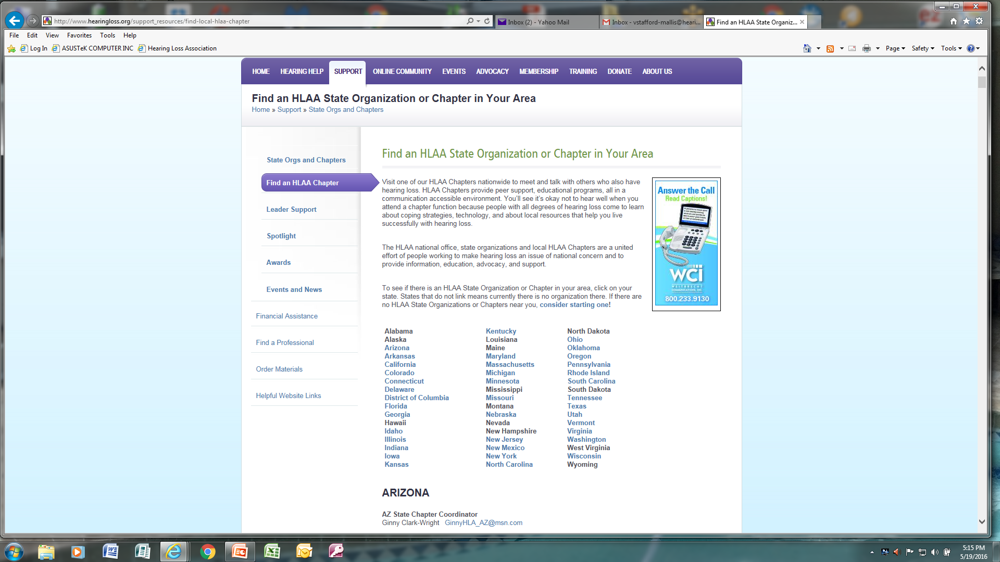 http://www.hearingloss.org/support_resources/find-local-hlaa-chapter
Inbox (2) - Yahoo Mail
Inbox - vstafford-mallis@heari...
Find an HLAA State Organiz...
File Edit View Favorites Tools Help
Log In ASUSTeK COMPUTER INC Hearing Loss Association
Page Safety Tools
HOME HEARING HELP SUPPORT ONLINE COMMUNITY EVENTS ADVOCACY MEMBERSHIP TRAINING DONATE ABOUT US
Find an HLAA State Organization or Chapter in Your Area
Home » Support » State Orgs and Chapters
State Orgs and Chapters
Find an HLAA Chapter
Leader Support
Spotlight
Awards
Events and News
Financial Assistance
Find a Professional
Order Materials
Helpful Website Links
Find an HLAA State Organization or Chapter in Your Area
Visit one of our HLAA Chapters nationwide to meet and talk with others who also have
hearing loss. HLAA Chapters provide peer support, educational programs, all in a
communication accessible environment. You'll see it's okay not to hear well when you
attend a chapter function because people with all degrees of hearing loss come to learn
about coping strategies, technology, and about local resources that help you live
successfully with hearing loss.
The HLAA national office, state organizations and local HLAA Chapters are a united
effort of people working to make hearing loss an issue of national concern and to
provide information, education, advocacy, and support.
To see if there is an HLAA State Organization or Chapter in your area, click on your
state. States that do not link means currently there is no organization there. If there are
no HLAA State Organizations or Chapters near you, consider starting one!
Answer the Call
Read Captions!
WCI
WEITBRECHT
COMMUNICATIONS, INC
800.233.9130
Alabama
Alaska
Arizona
Arkansas
California
Colorado
Connecticut
Delaware
District of Columbia
Florida
Georgia
Hawaii
Idaho
Illinois
Indiana
Iowa
Kansas
Kentucky
Louisiana
Maine
Maryland
Massachusetts
Michigan
Minnesota
Mississippi
Missouri
Montana
Nebraska
Nevada
New Hampshire
New Jersey
New Mexico
New York
North Carolina
North Dakota
Ohio
Oklahoma
Oregon
Pennsylvania
Rhode Island
South Carolina
South Dakota
Tennessee
Texas
Utah
Vermont
Virginia
Washington
West Virginia
Wisconsin
Wyoming
ARIZONA
AZ State Chapter Coordinator
Ginny Clark-Wright GinnyHLA_AZ@msn.com
5:15 PM
5/19/2016